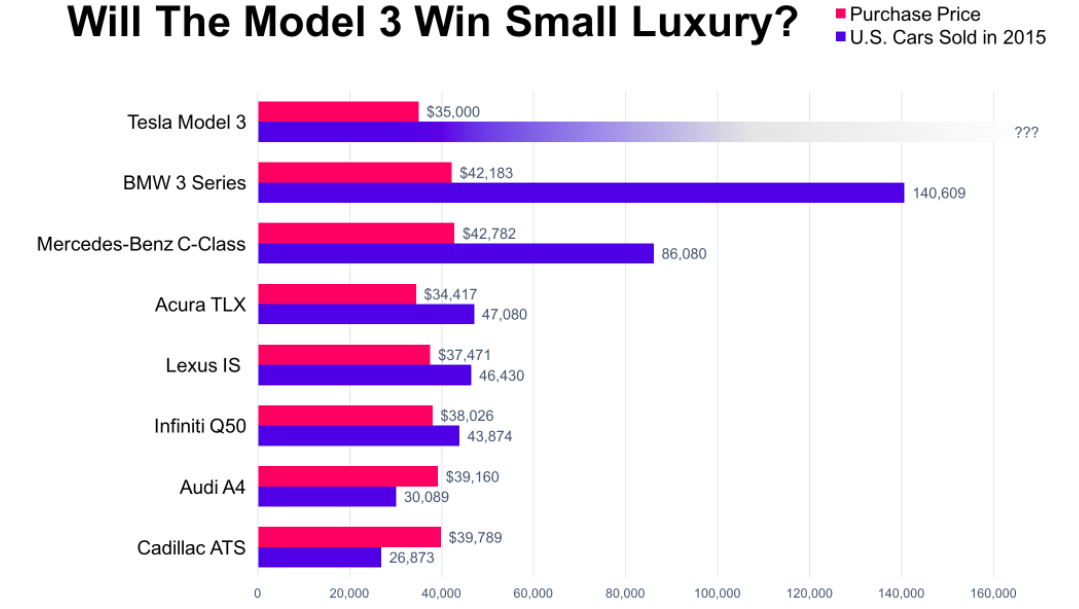 Will The Model 3 Win Small Luxury?
Purchase Price
U.S. Cars Sold in 2015
Tesla Model 3
$35,000
???
BMW 3 Series
$42,183
140,609
Mercedes-Benz C-Class
$42,782
86,080
Acura TLX
$34,417
47,080
Lexus IS
$37,471
46,430
Infiniti Q50
$38,026
43,874
Audi A4
$39,160
30,089
Cadillac ATS
$39,789
26,873
0 20,000 40,000 60,000 80,000 100,000 120,000 140,000 160,000